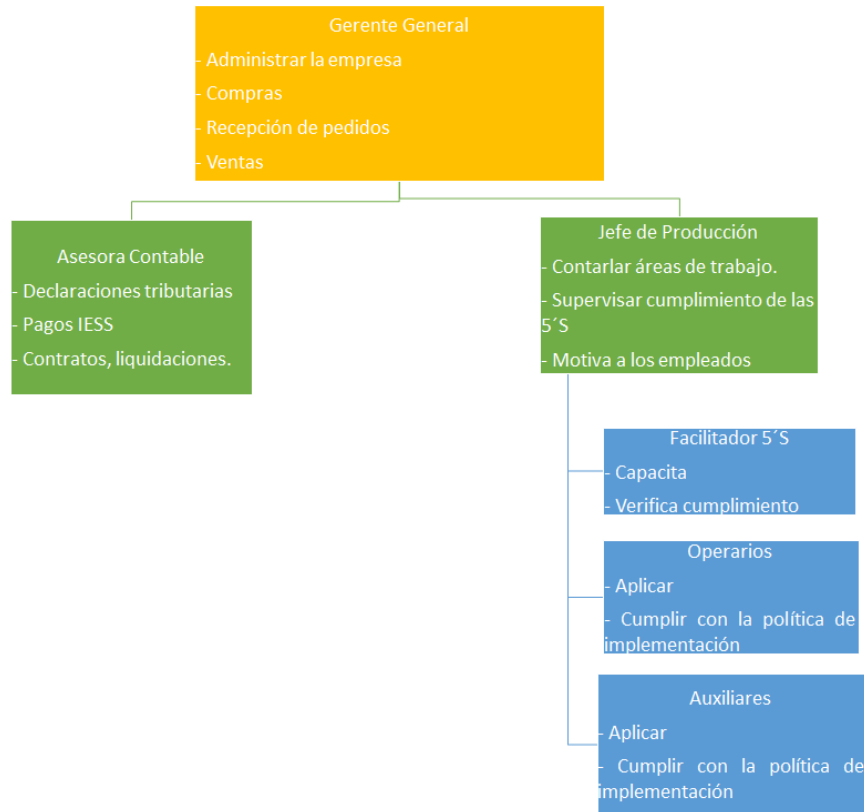 Gerente General
- Administrar la empresa
- Compras
- Recepción de pedidos
- Ventas
Asesora Contable
- Declaraciones tributarias
- Pagos IESS
- Contratos, liquidaciones.
Jefe de Producción
- Contarlar áreas de trabajo.
- Supervisar cumplimiento de las
5´S
- Motiva a los empleados
Facilitador 5´S
- Capacita
- Verifica cumplimiento
Operarios
- Aplicar
- Cumplir con la política de
implementación
Auxiliares
- Aplicar
- Cumplir con la política de
implementación